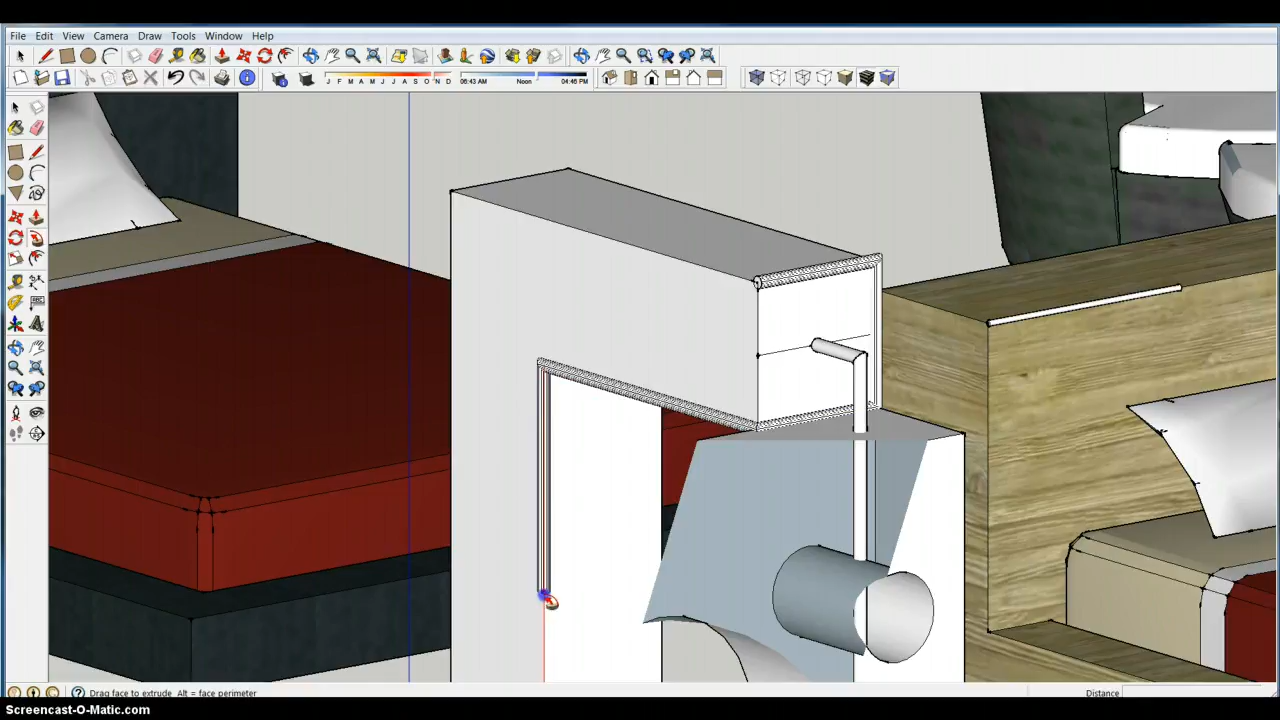 File Edit View Camera Draw Tools Window Help
J F M A M J J A S O N D 06:43 AM Noon 04:46 PM
Drag face to extrude Alt = face perimeter Distance
Screencast-O-Matic.com